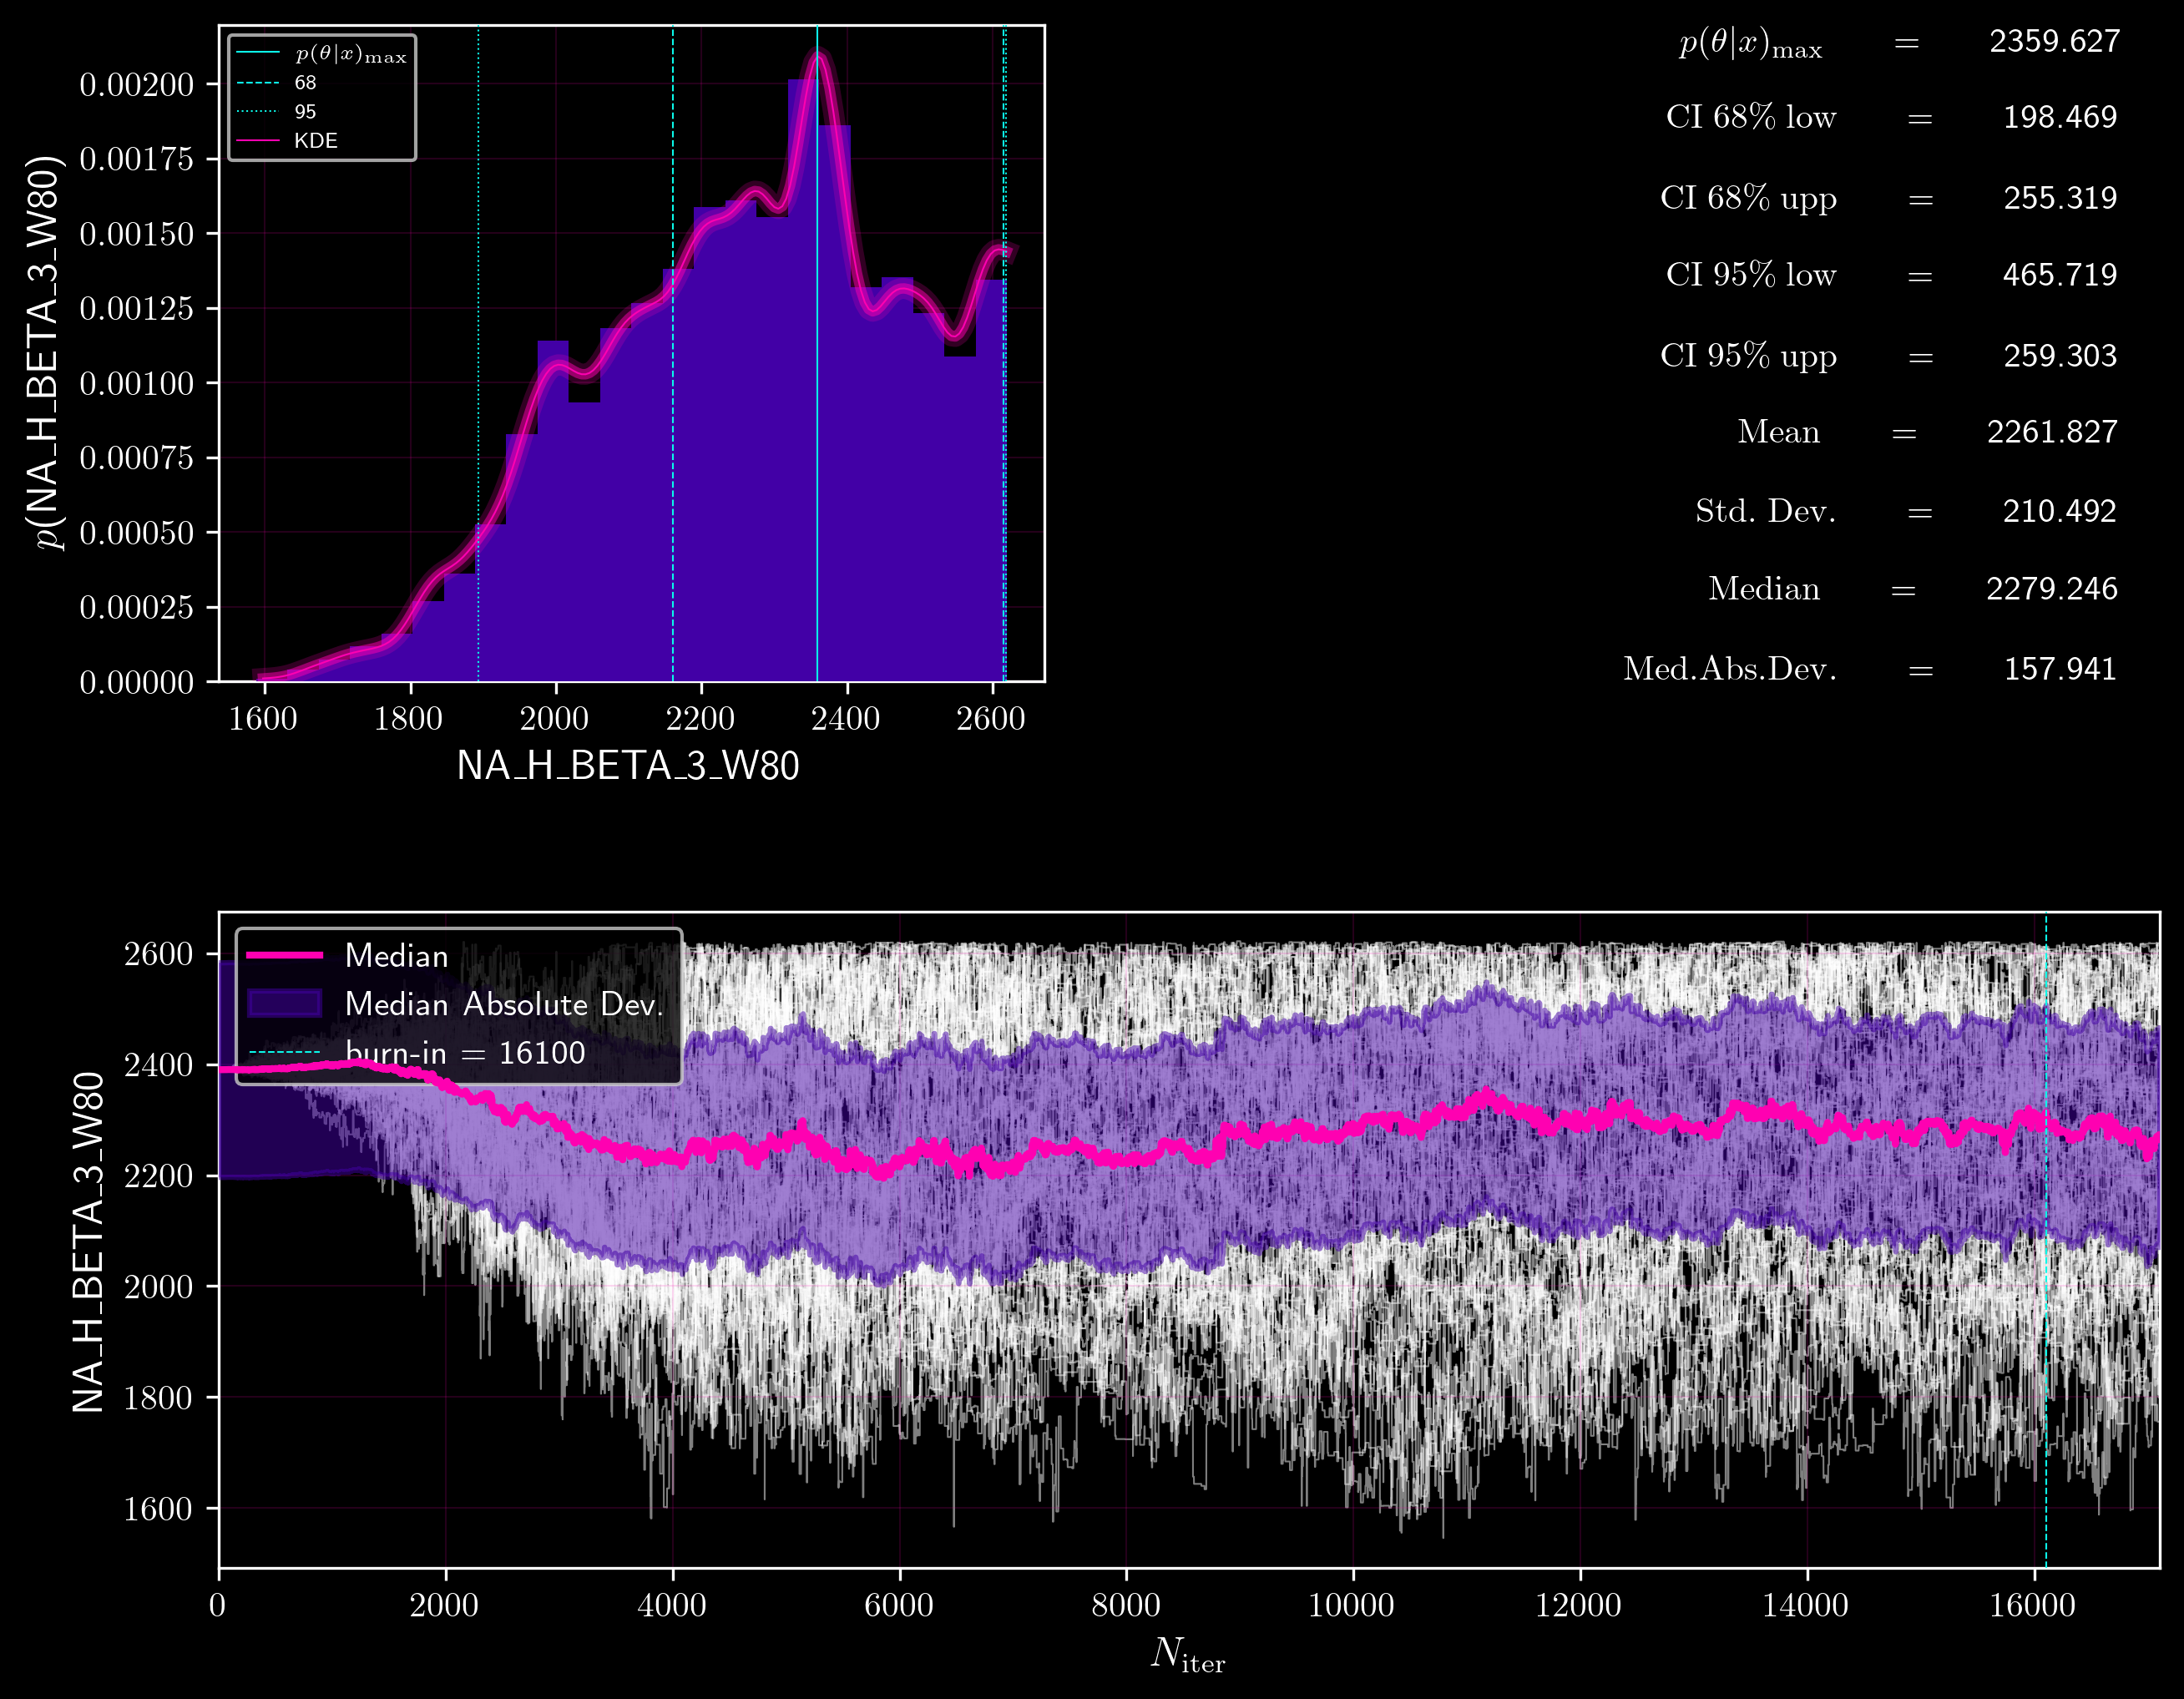 p(θ|x)max
68
95
KDE
0.00200
0.00175
0.00150
0.00125
0.00100
0.00075
0.00050
0.00025
0.00000
p(NA_H_BETA_3_W80)
1600 1800 2000 2200 2400 2600
NA_H_BETA_3_W80
p(θ|x)max = 2359.627
CI 68% low = 198.469
CI 68% upp = 255.319
CI 95% low = 465.719
CI 95% upp = 259.303
Mean = 2261.827
Std. Dev. = 210.492
Median = 2279.246
Med.Abs.Dev. = 157.941
Median
Median Absolute Dev.
burn-in = 16100
2600
2400
2200
2000
1800
1600
NA_H_BETA_3_W80
0 2000 4000 6000 8000 10000 12000 14000 16000
Niter